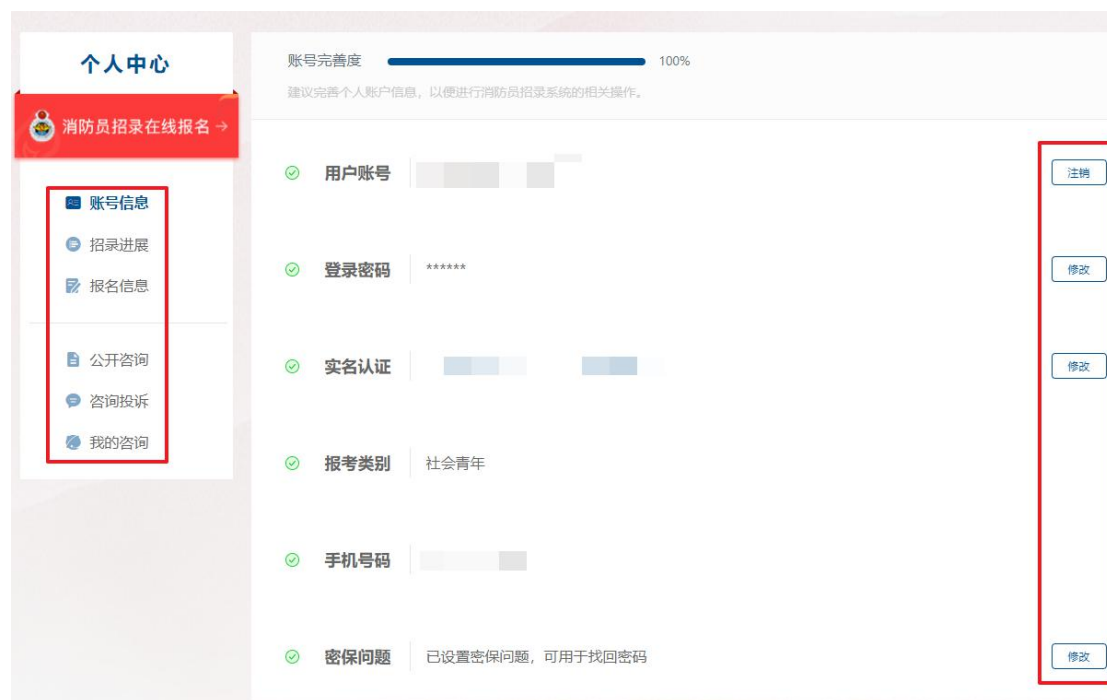 个人中心
消防员招录在线报名→
账号信息
招录进展
报名信息
公开咨询
咨询投诉
我的咨询
账号完善度 100%
建议完善个人账户信息，以便进行消防员招录系统的相关操作。
用户账号 注销
登录密码 ****** 修改
实名认证 修改
报考类别 社会青年
手机号码
密保问题 已设置密保问题，可用于找回密码 修改